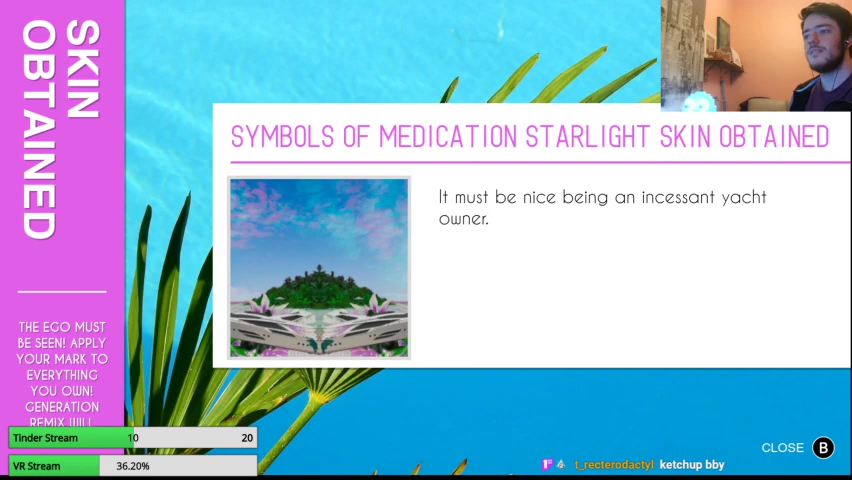 SKIN
OBTAINED
THE EGO MUST
BE SEEN! APPLY
YOUR MARK TO
EVERYTHING
YOU OWN!
GENERATION
REMIX WILL
SYMBOLS OF MEDICATION STARLIGHT SKIN OBTAINED
It must be nice being an incessant yacht
owner.
Tinder Stream 10 20
VR Stream 36.20%
CLOSE B
t_recterodactyl ketchup bby